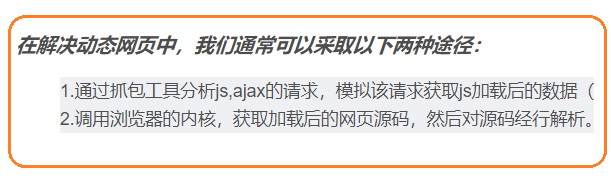 在解决动态网页中，我们通常可以采取以下两种途径：
1.通过抓包工具分析js,ajax的请求，模拟该请求获取js加载后的数据（
2.调用浏览器的内核，获取加载后的网页源码，然后对源码经行解析。